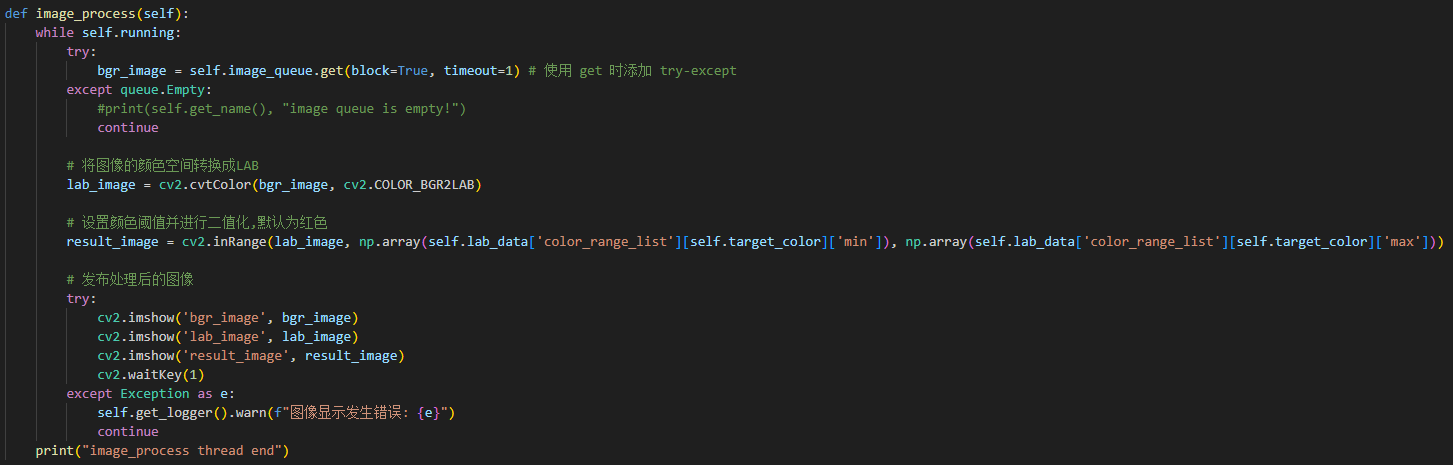 def image_process(self):
    while self.running:
        try:
            bgr_image = self.image_queue.get(block=True, timeout=1) # 使用 get 时添加 try-except
        except queue.Empty:
            #print(self.get_name(), "image queue is empty!")
            continue

        # 将图像的颜色空间转换成LAB
        lab_image = cv2.cvtColor(bgr_image, cv2.COLOR_BGR2LAB)

        # 设置颜色阈值并进行二值化,默认为红色
        result_image = cv2.inRange(lab_image, np.array(self.lab_data['color_range_list'][self.target_color]['min']), np.array(self.lab_data['color_range_list'][self.target_color]['max']))

        # 发布处理后的图像
        try:
            cv2.imshow('bgr_image', bgr_image)
            cv2.imshow('lab_image', lab_image)
            cv2.imshow('result_image', result_image)
            cv2.waitKey(1)
        except Exception as e:
            self.get_logger().warn(f"图像显示发生错误: {e}")
            continue
    print("image_process thread end")